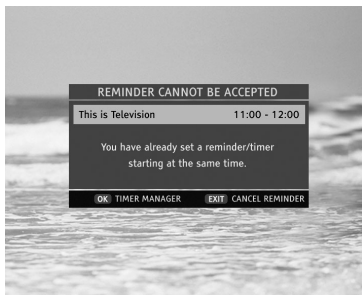 REMINDER CANNOT BE ACCEPTED
This is Television 11:00 - 12:00
You have already set a reminder/timer
starting at the same time.
OK TIMER MANAGER EXIT CANCEL REMINDER